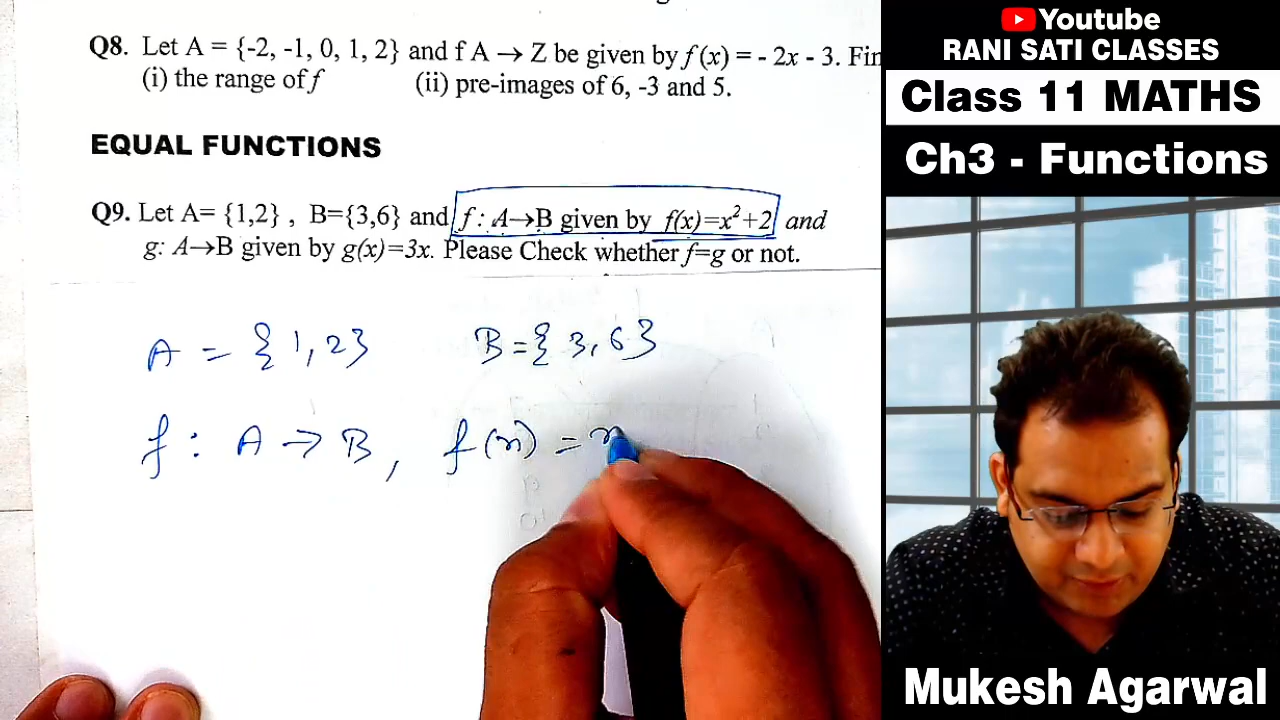 Q8. Let A = {-2, -1, 0, 1, 2} and f A → Z be given by f (x) = - 2x - 3. Fin
(i) the range of f (ii) pre-images of 6, -3 and 5.
EQUAL FUNCTIONS
Q9. Let A= {1,2} , B={3,6} and f : A→B given by f(x)=x²+2 and
g: A→B given by g(x)=3x. Please Check whether f=g or not.
A = {1, 2} B = {3, 6}
f : A → B , f(x) = x
Youtube
RANI SATI CLASSES
Class 11 MATHS
Ch3 - Functions
Mukesh Agarwal